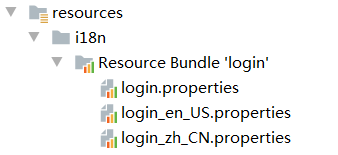 resources
i18n
Resource Bundle 'login'
login.properties
login_en_US.properties
login_zh_CN.properties